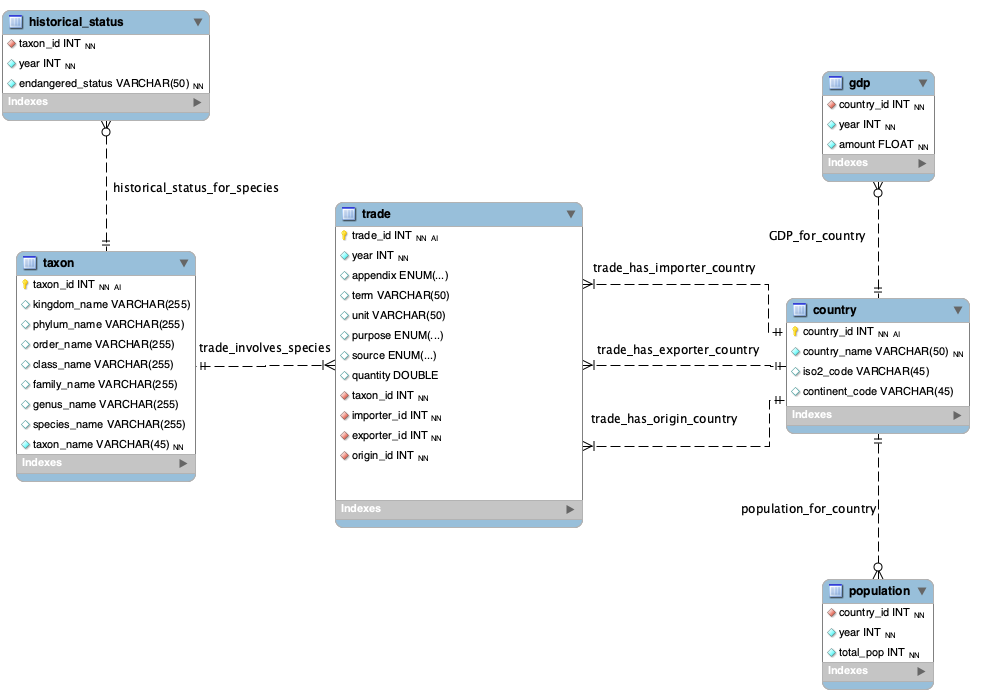 historical_status
taxon_id INT NN
year INT NN
endangered_status VARCHAR(50) NN
Indexes
historical_status_for_species
taxon
taxon_id INT NN AI
kingdom_name VARCHAR(255)
phylum_name VARCHAR(255)
order_name VARCHAR(255)
class_name VARCHAR(255)
family_name VARCHAR(255)
genus_name VARCHAR(255)
species_name VARCHAR(255)
taxon_name VARCHAR(45) NN
Indexes
trade_involves_species
trade
trade_id INT NN AI
year INT NN
appendix ENUM(...)
term VARCHAR(50)
unit VARCHAR(50)
purpose ENUM(...)
source ENUM(...)
quantity DOUBLE
taxon_id INT NN
importer_id INT NN
exporter_id INT NN
origin_id INT NN
Indexes
trade_has_importer_country
trade_has_exporter_country
trade_has_origin_country
gdp
country_id INT NN
year INT NN
amount FLOAT NN
Indexes
GDP_for_country
country
country_id INT NN AI
country_name VARCHAR(50) NN
iso2_code VARCHAR(45)
continent_code VARCHAR(45)
Indexes
population_for_country
population
country_id INT NN
year INT NN
total_pop INT NN
Indexes